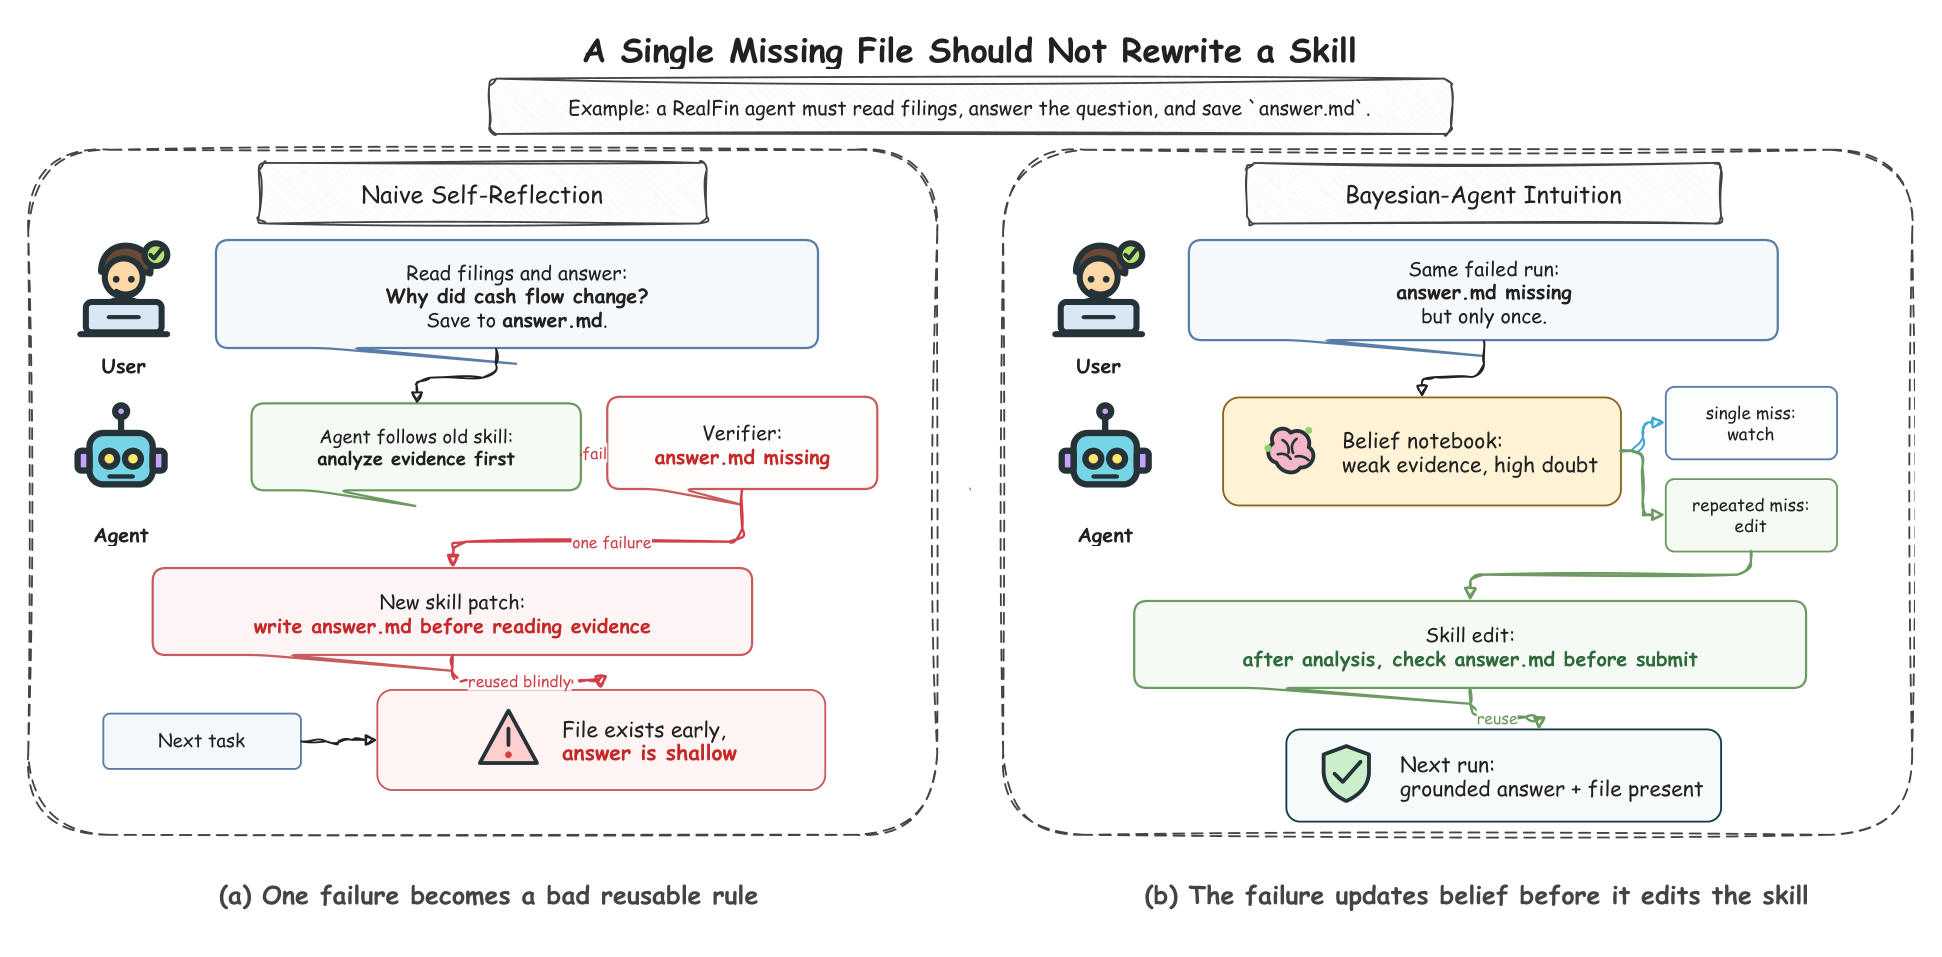 A Single Missing File Should Not Rewrite a Skill
Example: a RealFin agent must read filings, answer the question, and save `answer.md`.
Naive Self-Reflection
Read filings and answer:
Why did cash flow change?
Save to answer.md.
User
Agent follows old skill:
analyze evidence first
fail
Verifier:
answer.md missing
Agent
one failure
New skill patch:
write answer.md before reading evidence
reused blindly
Next task
File exists early,
answer is shallow
(a) One failure becomes a bad reusable rule
Bayesian-Agent Intuition
Same failed run:
answer.md missing
but only once.
User
Belief notebook:
weak evidence, high doubt
single miss:
watch
repeated miss:
edit
Agent
Skill edit:
after analysis, check answer.md before submit
reuse
Next run:
grounded answer + file present
(b) The failure updates belief before it edits the skill